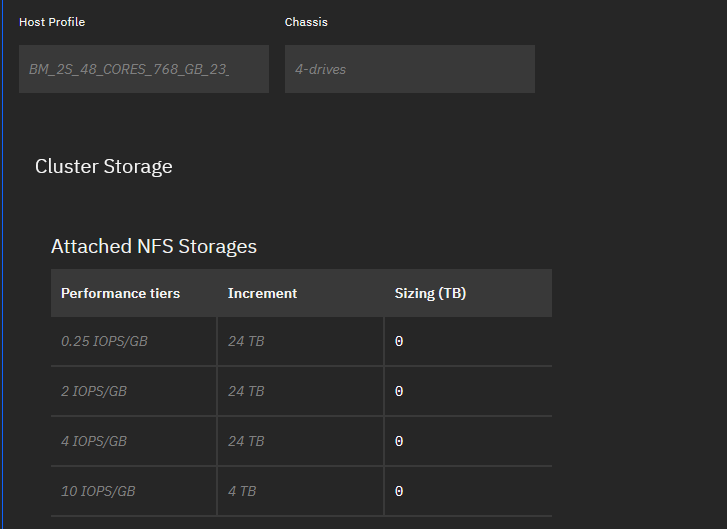 Host Profile Chassis
BM_2S_48_CORES_768_GB_23_ 4-drives
Cluster Storage
Attached NFS Storages
Performance tiers Increment Sizing (TB)
0.25 IOPS/GB 24 TB 0
2 IOPS/GB 24 TB 0
4 IOPS/GB 24 TB 0
10 IOPS/GB 4 TB 0